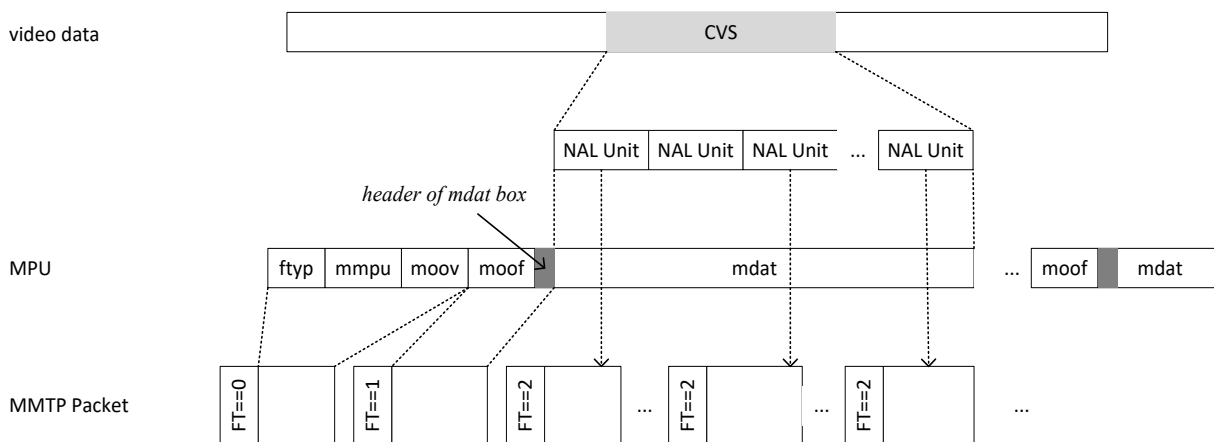 video data
CVS
NAL Unit NAL Unit NAL Unit ... NAL Unit
header of mdat box
MPU
ftyp mmpu moov moof mdat ... moof mdat
MMTP Packet
FT==0 FT==1 FT==2 ... FT==2 ... FT==2 ...